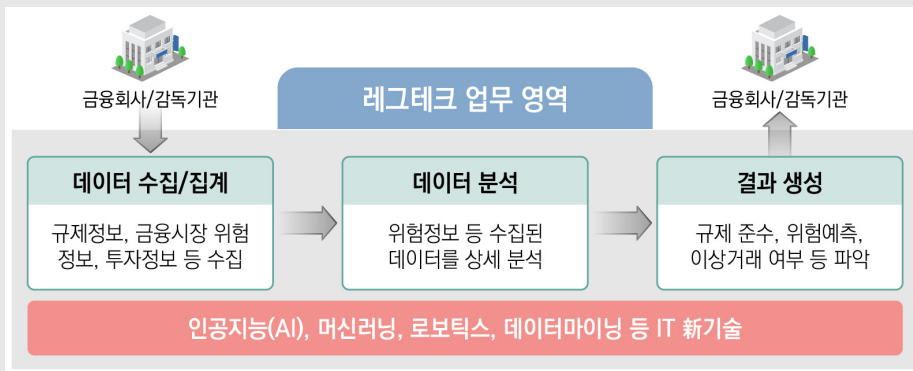 금융회사/감독기관
레그테크 업무 영역
금융회사/감독기관
데이터 수집/집계
규제정보, 금융시장 위험
정보, 투자정보 등 수집
데이터 분석
위험정보 등 수집된
데이터를 상세 분석
결과 생성
규제 준수, 위험예측,
이상거래 여부 등 파악
인공지능(AI), 머신러닝, 로보틱스, 데이터마이닝 등 IT 新기술